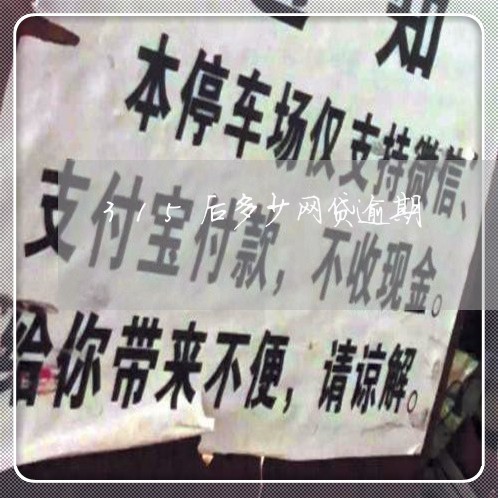 通知
本停车场仅支持微信、
支付宝付款，不收现金。
315后多少网贷逾期
给你带来不便，请谅解。